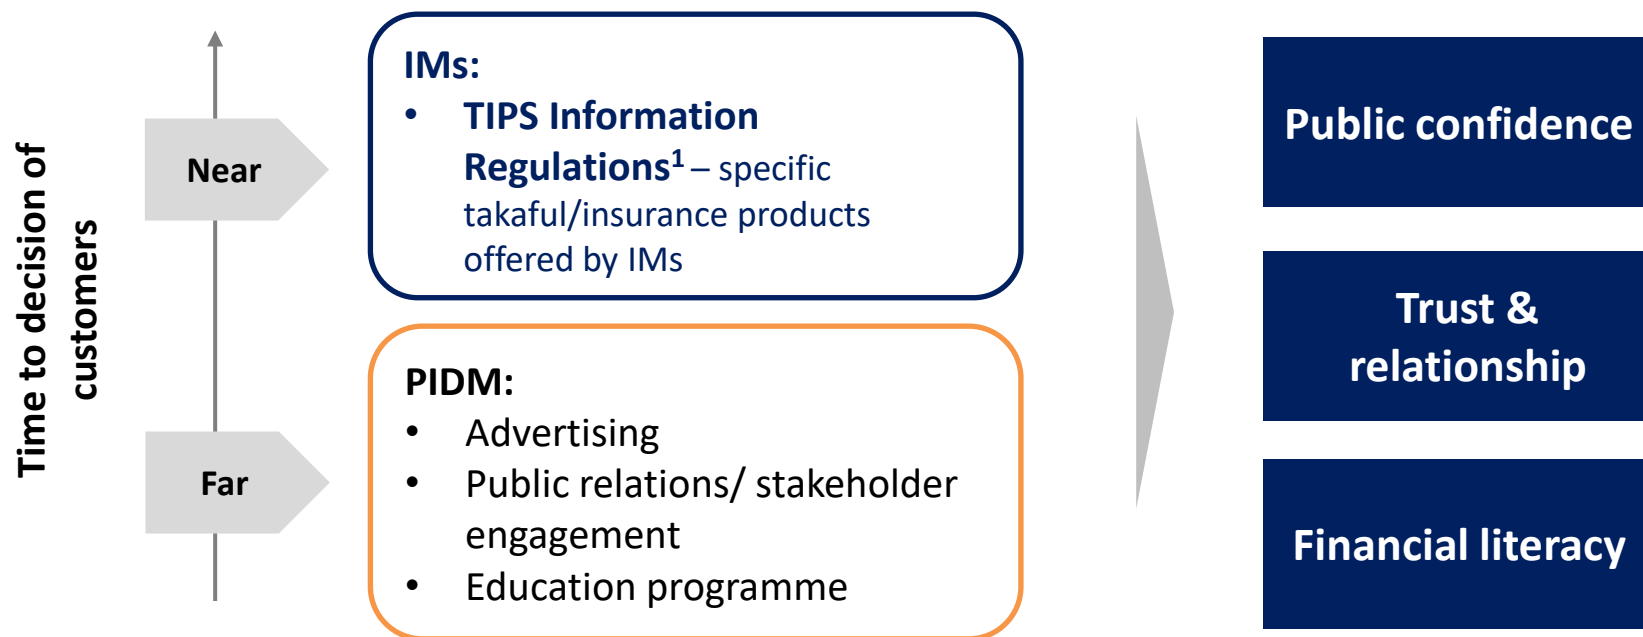 Time to decision of
customers
Near
IMs:
• TIPS Information
Regulations¹ – specific
takaful/insurance products
offered by IMs
Far
PIDM:
• Advertising
• Public relations/ stakeholder
engagement
• Education programme
Public confidence
Trust &
relationship
Financial literacy